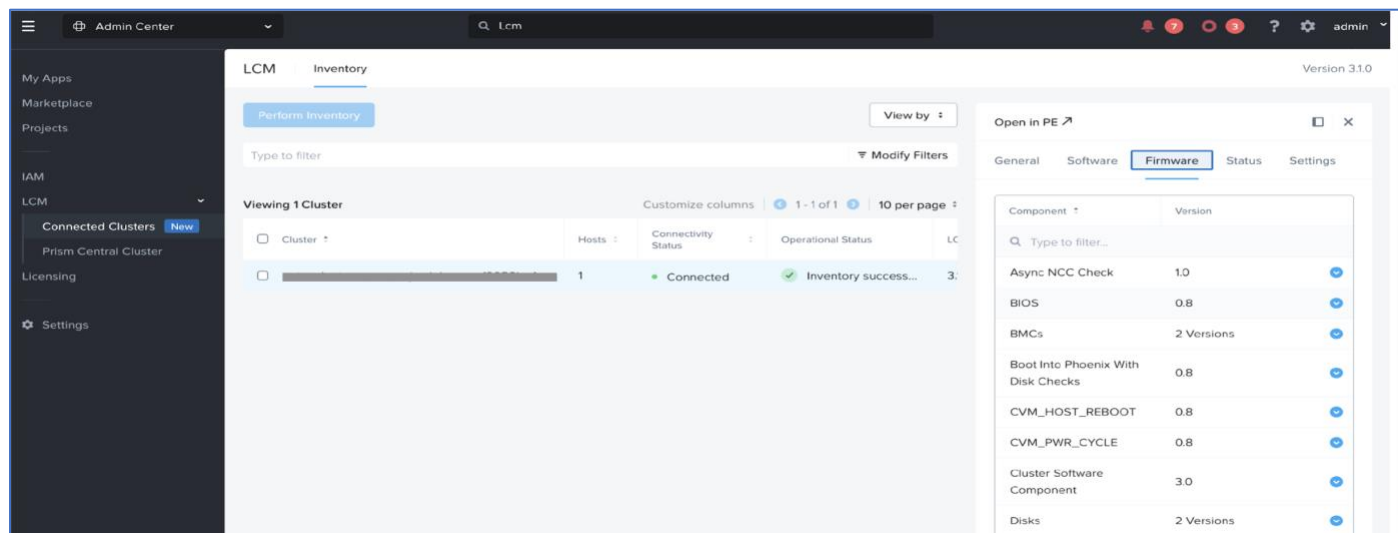 Admin Center
Lcm
7
3
?
admin
My Apps
Marketplace
Projects
IAM
LCM
Connected Clusters New
Prism Central Cluster
Licensing
Settings
LCM Inventory
Version 3.1.0
Perform Inventory
View by
Type to filter
Modify Filters
Viewing 1 Cluster
Customize columns
1 - 1 of 1
10 per page
Cluster
Hosts
Connectivity
Status
Operational Status
LC
1
Connected
Inventory success...
3.
Open in PE
General Software Firmware Status Settings
Component Version
Type to filter...
Async NCC Check 1.0
BIOS 0.8
BMCs 2 Versions
Boot Into Phoenix With
Disk Checks
0.8
CVM_HOST_REBOOT 0.8
CVM_PWR_CYCLE 0.8
Cluster Software
Component
3.0
Disks 2 Versions